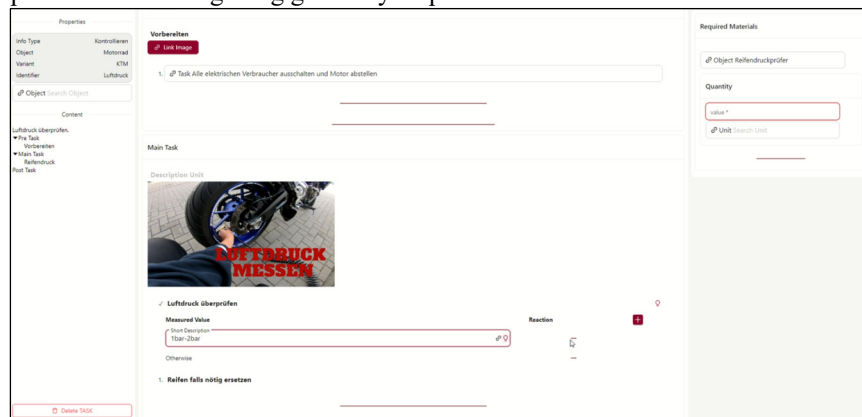 Properties
Info Type Kontrollieren
Object Motorrad
Variant KTM
Identifier Luftdruck
Object Search Object
Content
Luftdruck überprüfen.
Pre Task
Vorbereiten
Main Task
Reifendruck
Post Task
Delete TASK
Vorbereiten
Link Image
1. Task Alle elektrischen Verbraucher ausschalten und Motor abstellen
Main Task
Description Unit
LUFTDRUCK
MESSEN
Luftdruck überprüfen
Measured Value Reaction
Short Description
1bar-2bar
Otherwise
1. Reifen falls nötig ersetzen
Required Materials
Object Reifendruckprüfer
Quantity
value *
Unit Search Unit